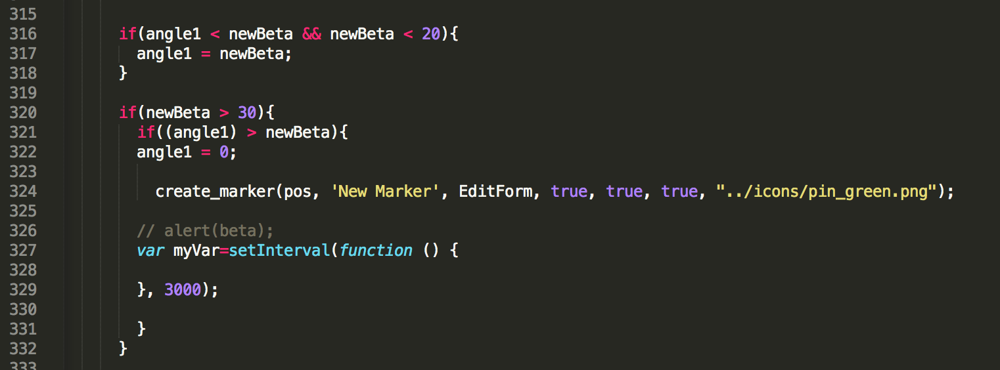 315
316 if(angle1 < newBeta && newBeta < 20){
317 angle1 = newBeta;
318 }
319
320 if(newBeta > 30){
321 if((angle1) > newBeta){
322 angle1 = 0;
323
324 create_marker(pos, 'New Marker', EditForm, true, true, true, "../icons/pin_green.png");
325
326 // alert(beta);
327 var myVar=setInterval(function () {
328
329 }, 3000);
330
331 }
332 }
333